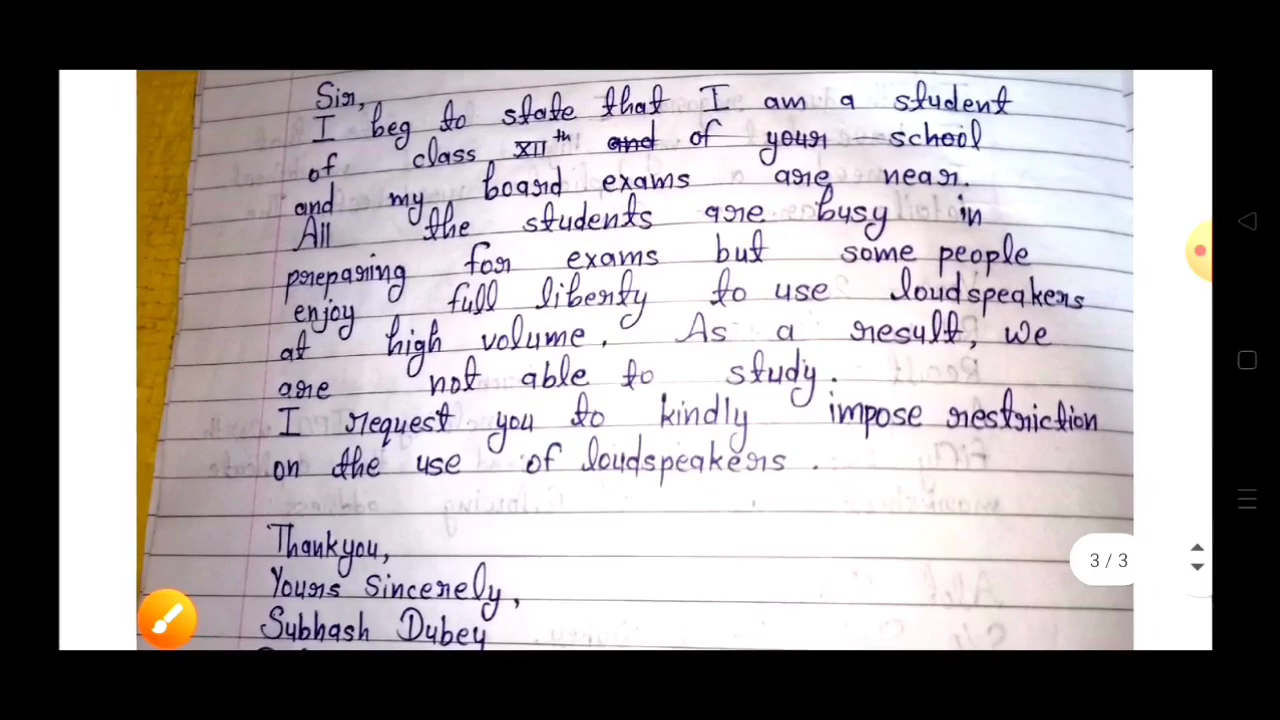 Sir,
I beg to state that I am a student
of class XIIth and of your school
and my board exams are near.
All the students are busy in
preparing for exams but some people
enjoy full liberty to use loudspeakers
at high volume. As a result, we
are not able to study.
I request you to kindly impose restriction
on the use of loudspeakers.
Thankyou,
Yours Sincerely,
Subhash Dubey
3/3